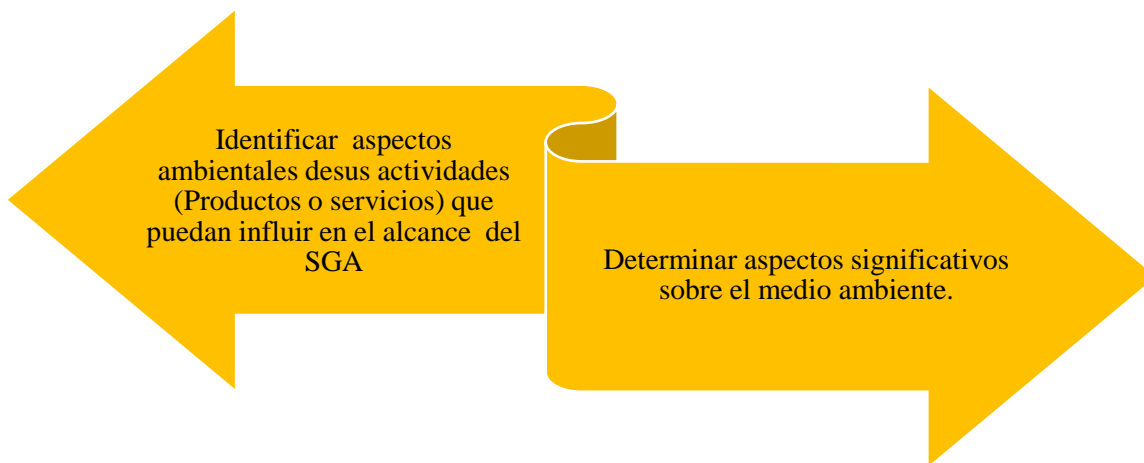 Identificar aspectos
ambientales desus actividades
(Productos o servicios) que
puedan influir en el alcance del
SGA
Determinar aspectos significativos
sobre el medio ambiente.